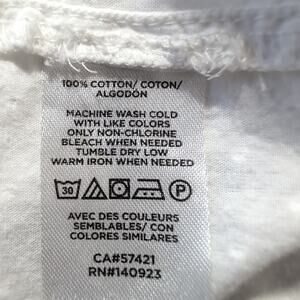 100% COTTON/ COTON/
ALGODÓN
MACHINE WASH COLD
WITH LIKE COLORS
ONLY NON-CHLORINE
BLEACH WHEN NEEDED
TUMBLE DRY LOW
WARM IRON WHEN NEEDED
30 P
AVEC DES COULEURS
SEMBLABLES/ CON
COLORES SIMILARES
CA#57421
RN#140923